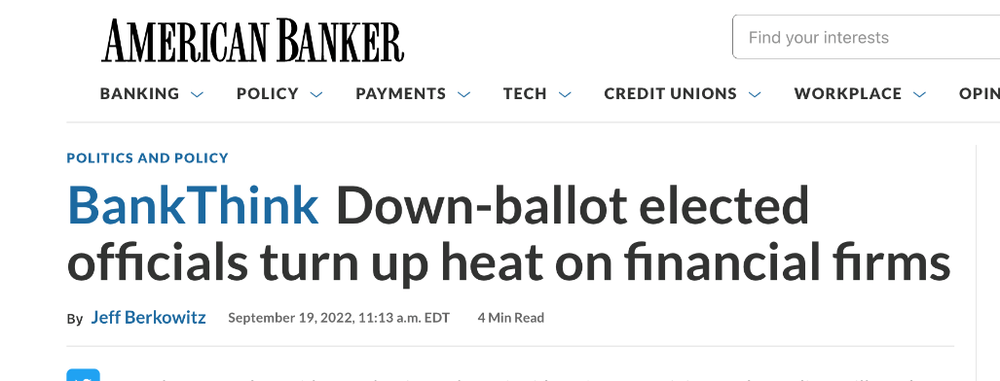 AMERICAN BANKER
Find your interests
BANKING POLICY PAYMENTS TECH CREDIT UNIONS WORKPLACE OPIN
POLITICS AND POLICY
BankThink Down-ballot elected
officials turn up heat on financial firms
By Jeff Berkowitz September 19, 2022, 11:13 a.m. EDT 4 Min Read